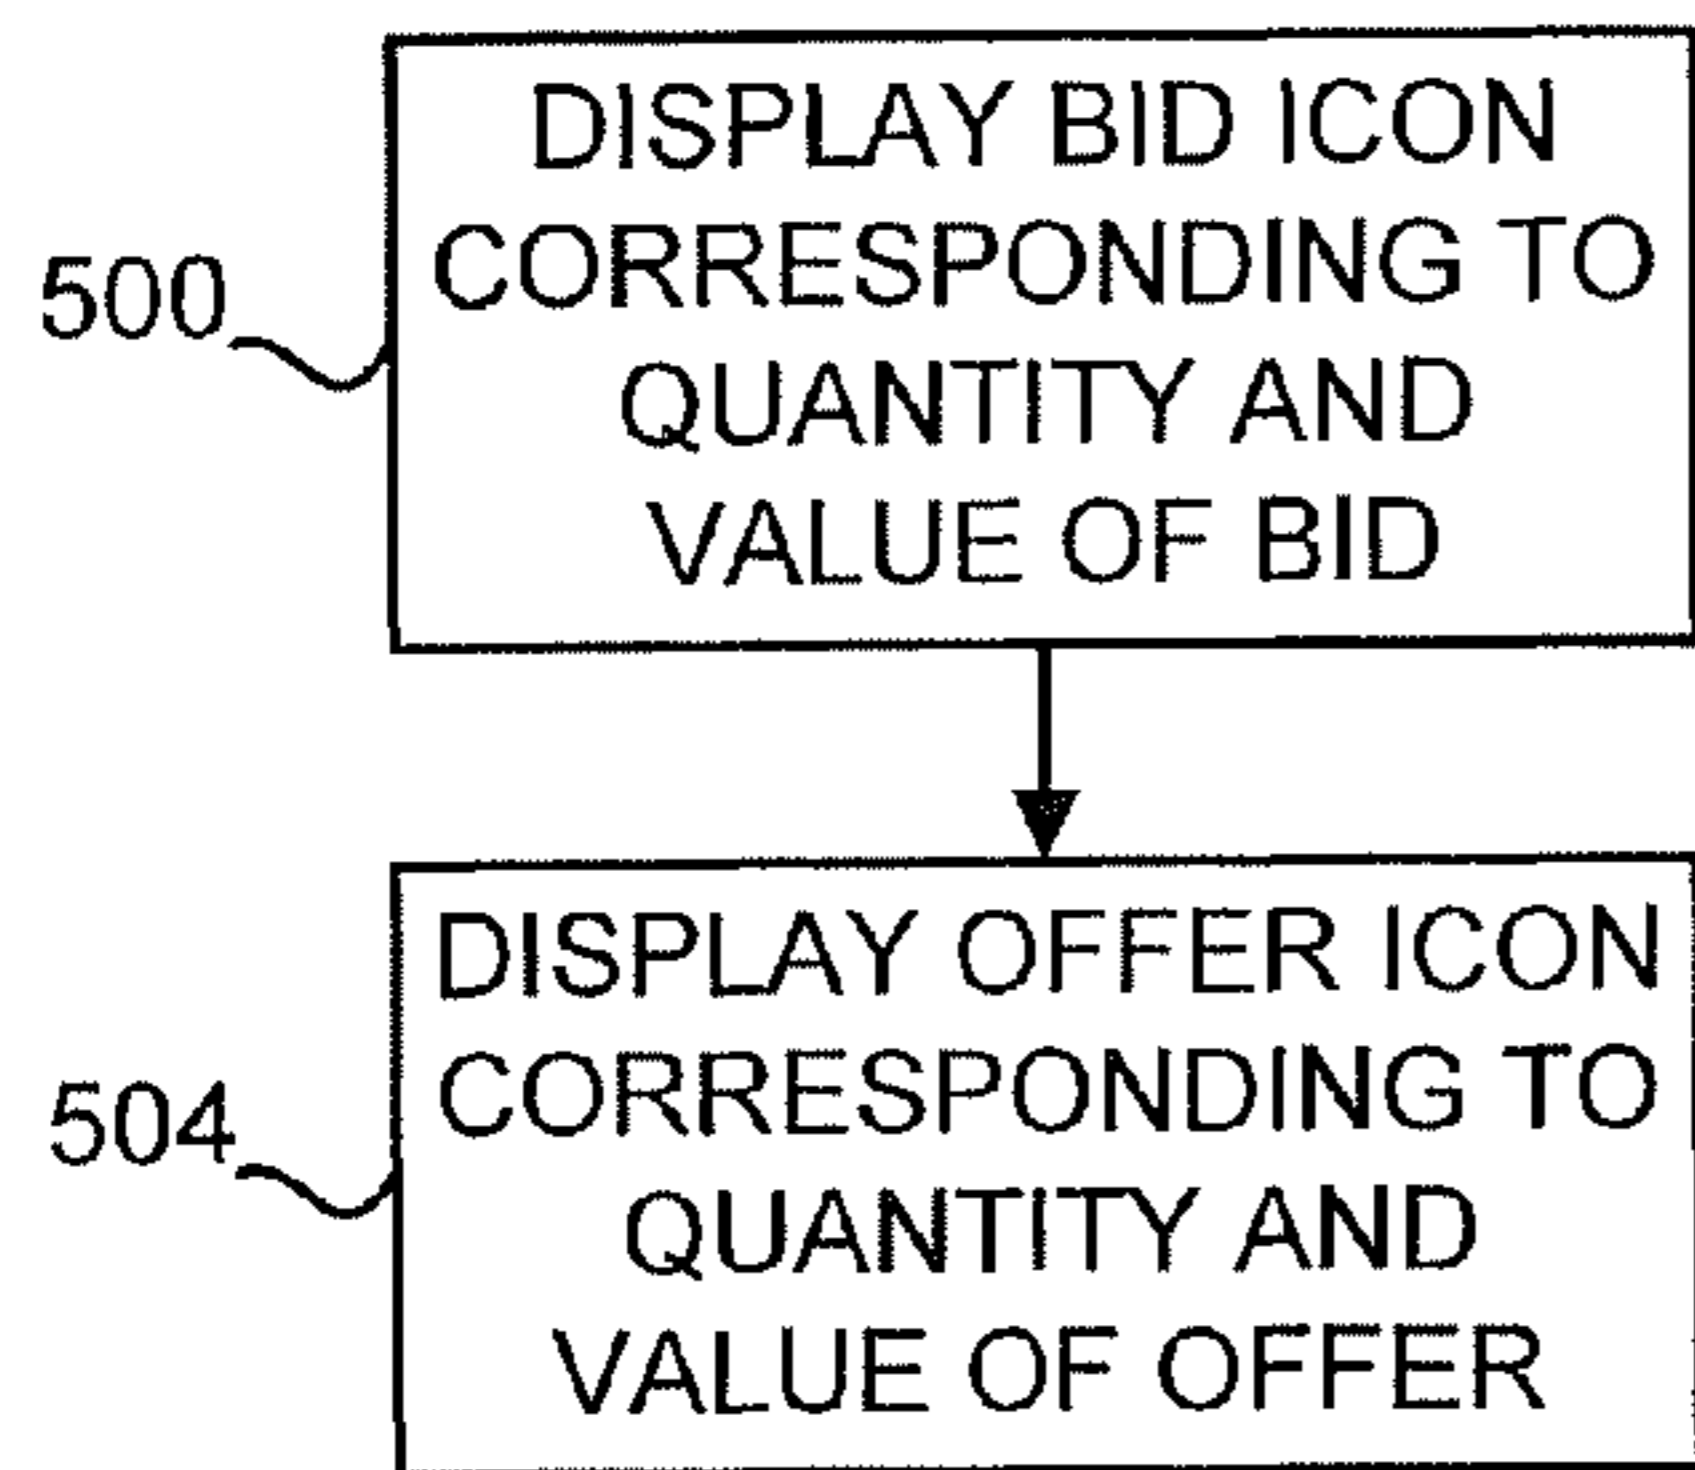 DISPLAY BID ICON
CORRESPONDING TO
QUANTITY AND
VALUE OF BID
500
DISPLAY OFFER ICON
CORRESPONDING TO
QUANTITY AND
VALUE OF OFFER
504